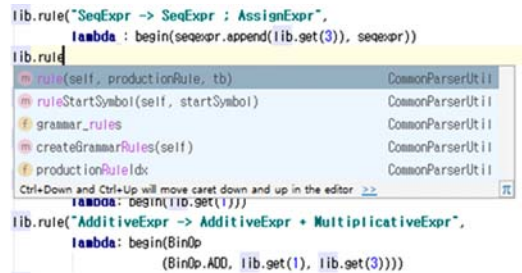 lib.rule("SeqExpr -> SeqExpr ; AssignExpr",
lambda : begin(seqexpr.append(lib.get(3)), seqexpr))
lib.rule
m rule(self, productionRule, tb) CommonParserUtil
m ruleStartSymbol(self, startSymbol) CommonParserUtil
f grammar_rules CommonParserUtil
m createGrammarRules(self) CommonParserUtil
f productionRuleIdx CommonParserUtil
Ctrl+Down and Ctrl+Up will move caret down and up in the editor >> π
lambda: begin(lib.get(1)))
lib.rule("AdditiveExpr -> AdditiveExpr + MultiplicativeExpr",
lambda: begin(BinOp
(BinOp.ADD, lib.get(1), lib.get(3))))